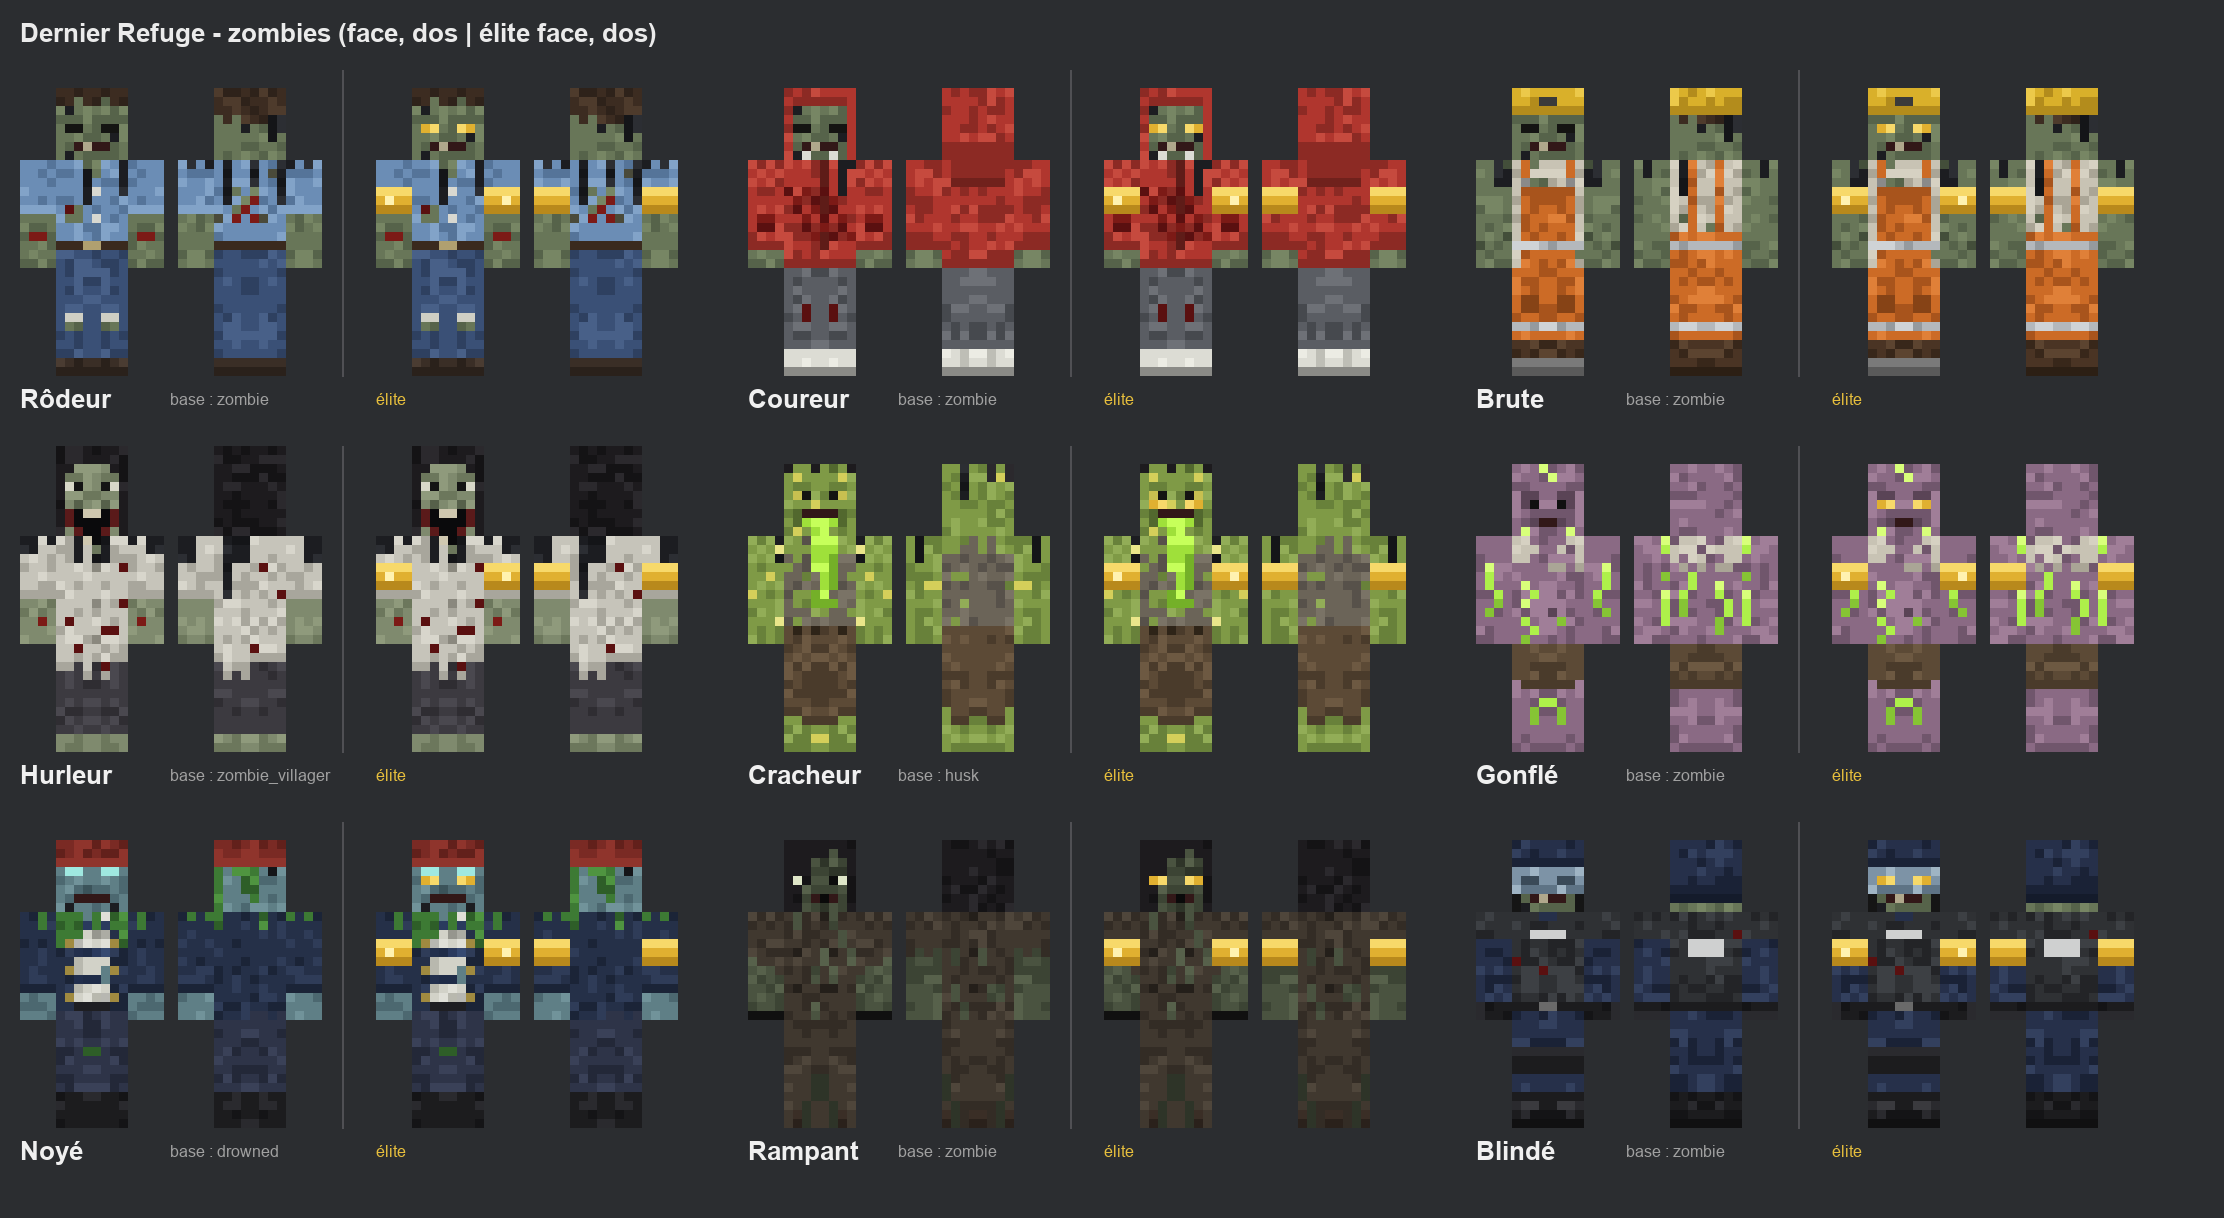 Dernier Refuge - zombies (face, dos | élite face, dos)
Rôdeur base : zombie élite
Coureur base : zombie élite
Brute base : zombie élite
Hurleur base : zombie_villager élite
Cracheur base : husk élite
Gonflé base : zombie élite
Noyé base : drowned élite
Rampant base : zombie élite
Blindé base : zombie élite